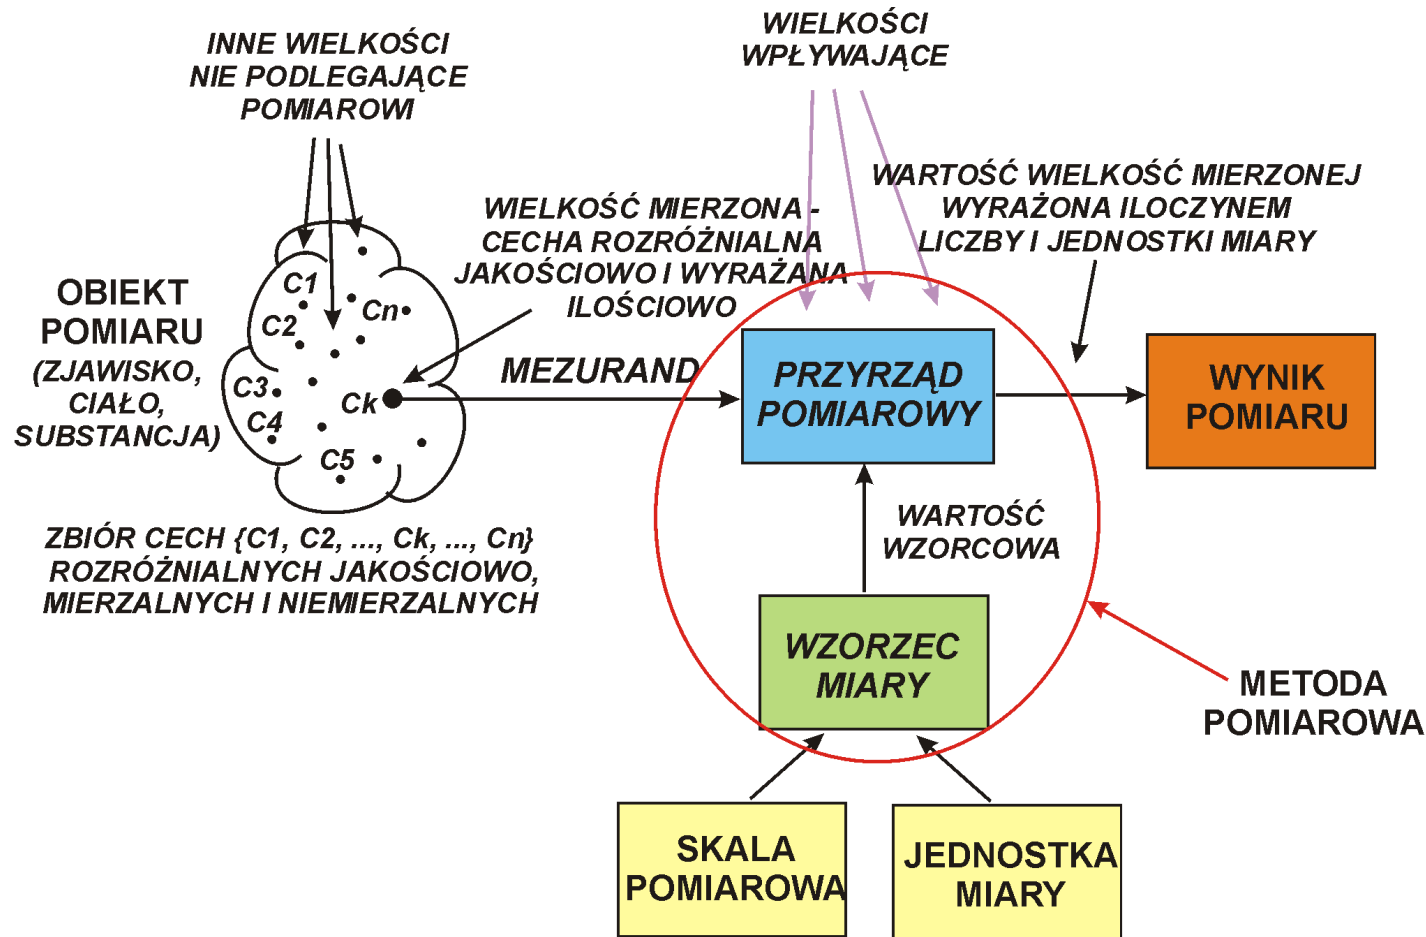 INNE WIELKOŚCI
NIE PODLEGAJĄCE
POMIAROWI
WIELKOŚCI
WPŁYWAJĄCE
WARTOŚĆ WIELKOŚĆ MIERZONEJ
WYRAŻONA ILOCZYNEM
LICZBY I JEDNOSTKI MIARY
WIELKOŚĆ MIERZONA -
CECHA ROZRÓŻNIALNA
JAKOŚCIOWO I WYRAŻANA
ILOŚCIOWO
OBIEKT
POMIARU
(ZJAWISKO,
CIAŁO,
SUBSTANCJA)
C1
C2
Cn
C3
C4
Ck
C5
MEZURAND
PRZYRZĄD
POMIAROWY
WYNIK
POMIARU
ZBIÓR CECH {C1, C2, ..., Ck, ..., Cn}
ROZRÓŻNIALNYCH JAKOŚCIOWO,
MIERZALNYCH I NIEMIERZALNYCH
WARTOŚĆ
WZORCOWA
WZORZEC
MIARY
METODA
POMIAROWA
SKALA
POMIAROWA
JEDNOSTKA
MIARY